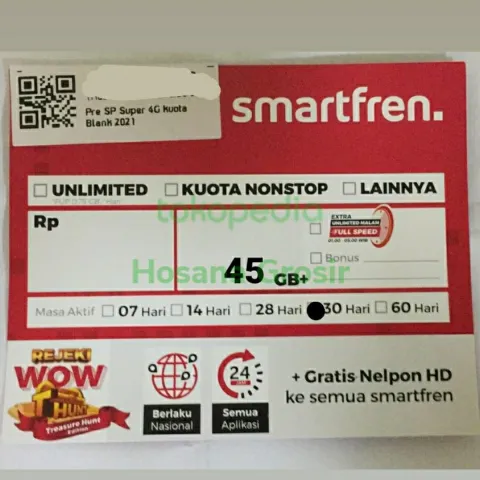 Pre SP Super 4G Kuota
Blank 2021
smartfren.
UNLIMITED
KUOTA NONSTOP
LAINNYA
tokopedia
Rp
EXTRA
UNLIMITED MALAM
FULL SPEED
Bonus
Hosana Grosir
45 GB+
Masa Aktif 07 Hari 14 Hari 28 Hari 30 Hari 60 Hari
REJEKI
WOW
HUNT
Treasure Hunt
Edition
Berlaku
Nasional
24
Semua
Aplikasi
+ Gratis Nelpon HD
ke semua smartfren